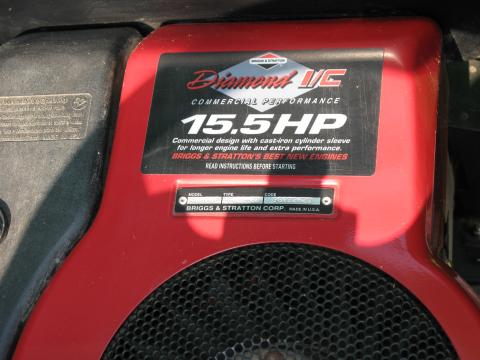 BRIGGS & STRATTON
Diamond I/C
COMMERCIAL PERFORMANCE
15.5HP
Commercial design with cast-iron cylinder sleeve
for longer engine life and extra performance.
BRIGGS & STRATTON'S BEST NEW ENGINES
READ INSTRUCTIONS BEFORE STARTING
MODEL TYPE CODE
BRIGGS & STRATTON CORP. MADE IN U.S.A.